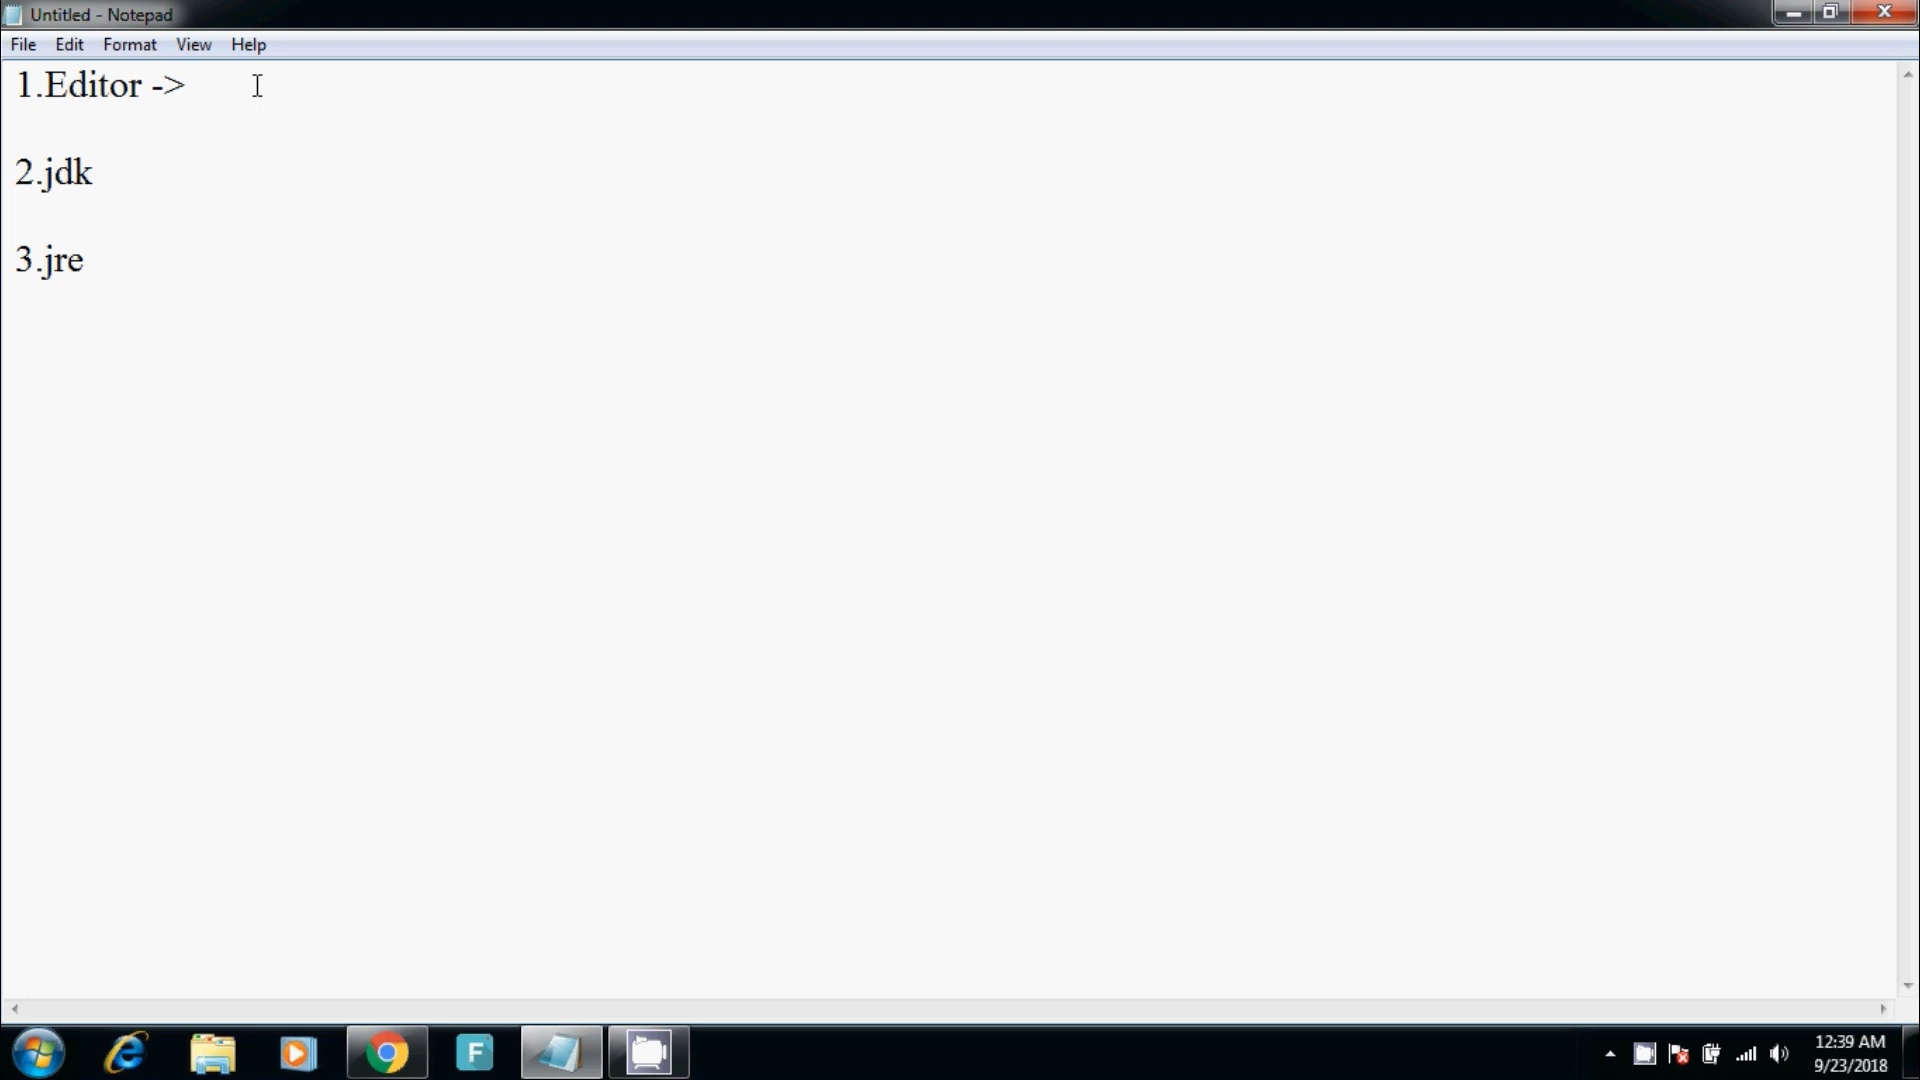 Untitled - Notepad
File Edit Format View Help
1.Editor ->
2.jdk
3.jre
F
12:39 AM
9/23/2018